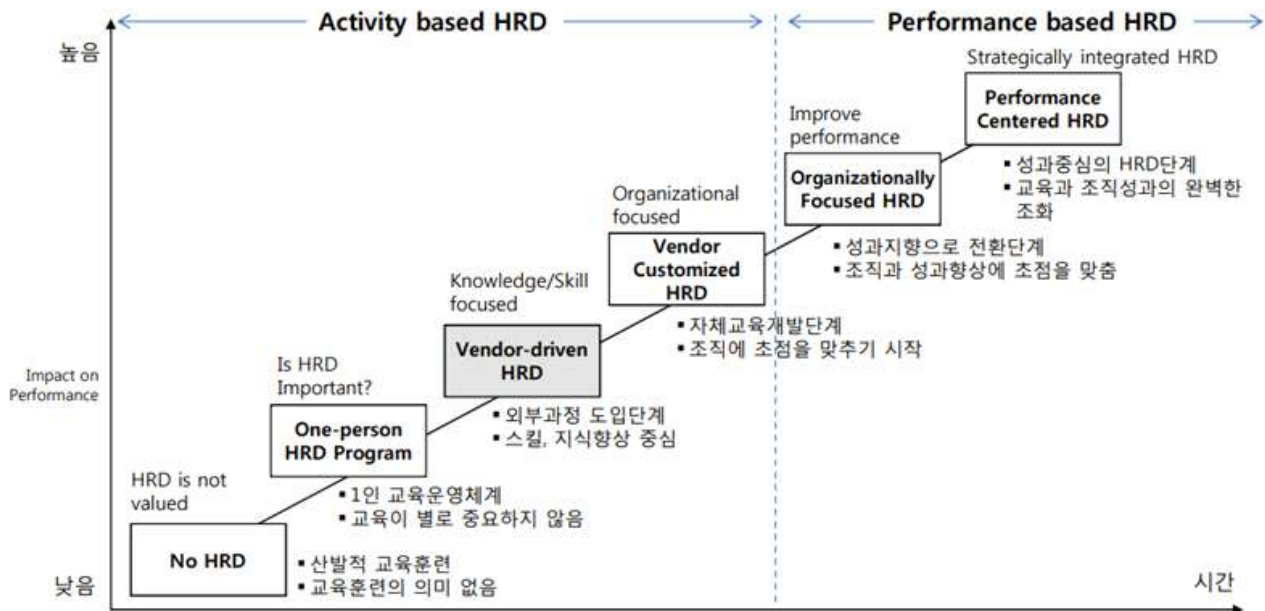 Activity based HRD
Performance based HRD
높음
Strategically integrated HRD
Performance
Centered HRD
▪ 성과중심의 HRD단계
▪ 교육과 조직성과의 완벽한
조화
Improve
performance
Organizationally
Focused HRD
▪ 성과지향으로 전환단계
▪ 조직과 성과향상에 초점을 맞춤
Organizational
focused
Vendor
Customized
HRD
▪ 자체교육개발단계
▪ 조직에 초점을 맞추기 시작
Knowledge/Skill
focused
Vendor-driven
HRD
▪ 외부과정 도입단계
▪ 스킬, 지식향상 중심
Is HRD
Important?
One-person
HRD Program
▪ 1인 교육운영체계
▪ 교육이 별로 중요하지 않음
Impact on
Performance
HRD is not
valued
No HRD
▪ 산발적 교육훈련
▪ 교육훈련의 의미 없음
낮음
시간